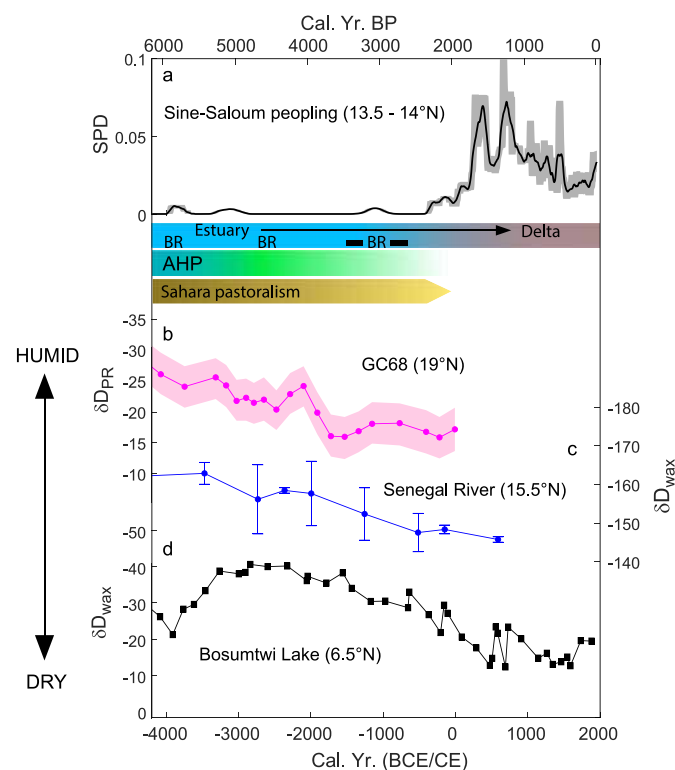 Cal. Yr. BP
6000 5000 4000 3000 2000 1000 0
0.1
a
Sine-Saloum peopling (13.5 - 14°N)
SPD
0.05
0
Estuary Delta
BR BR BR
AHP
Sahara pastoralism
-35
b
HUMID
-30
GC68 (19°N)
δD_PR
-25
-20
-180
-15
-170
c
-10
-160
Senegal River (15.5°N)
δD_wax
-150
-50
d
-140
-40
δD_wax
-30
-20
Bosumtwi Lake (6.5°N)
DRY
-10
0
-4000 -3000 -2000 -1000 0 1000 2000
Cal. Yr. (BCE/CE)